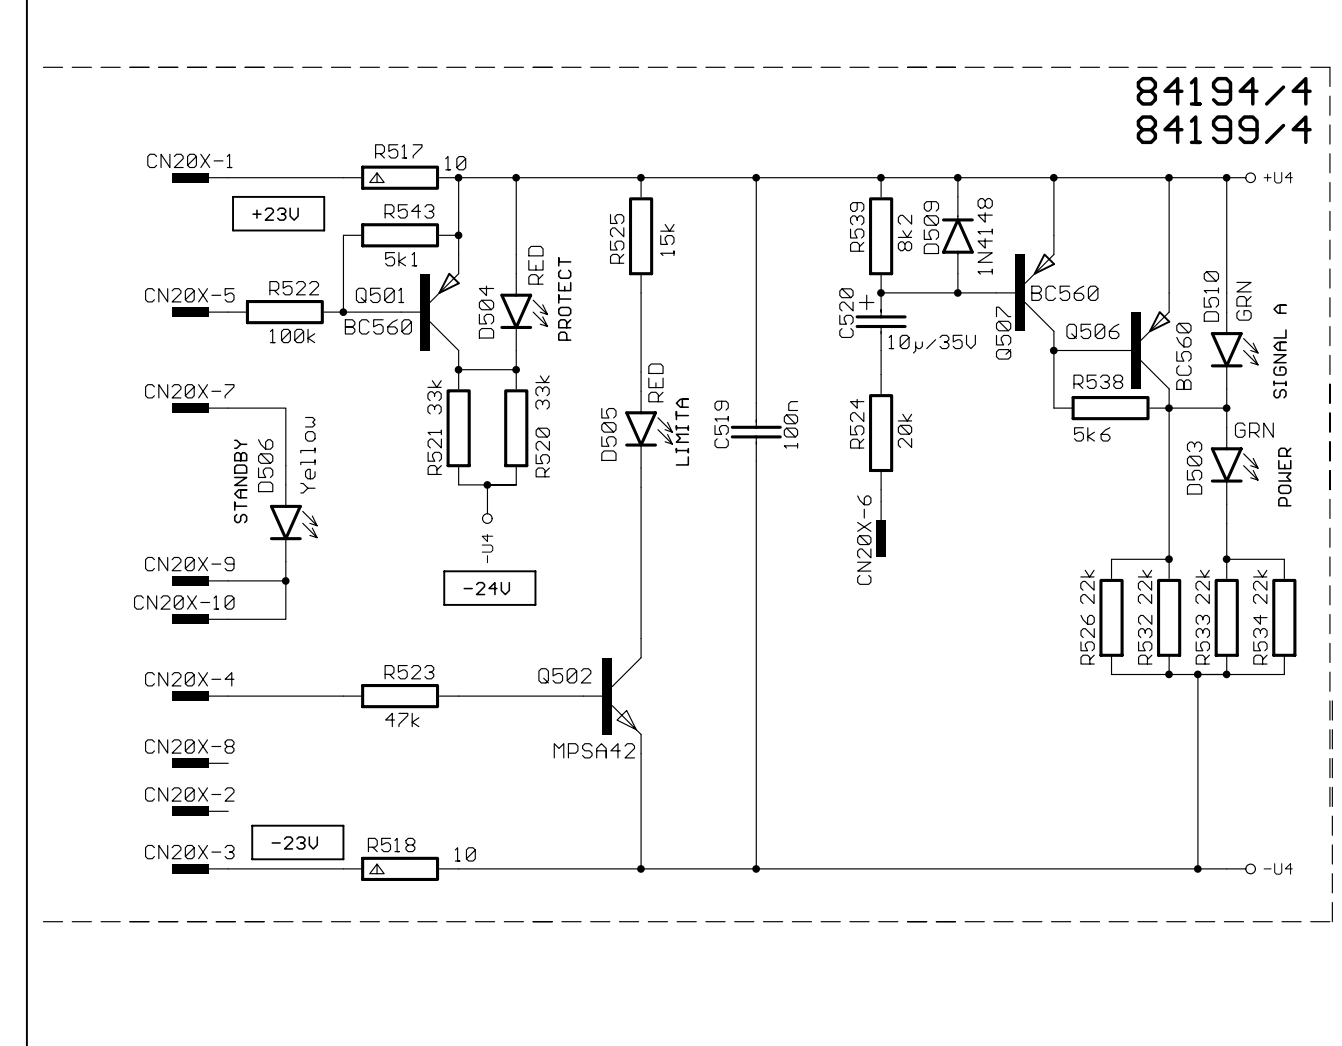 84194/4
84199/4
CN20X-1
R517
10
+U4
+23V
R543
5k1
CN20X-5
R522
100k
Q501
BC560
D504
RED
PROTECT
R525
15k
R539
8k2
D509
1N4148
C520
+
10µ/35V
BC560
Q507
Q506
BC560
D510
GRN
SIGNAL A
R538
5k6
CN20X-7
STANDBY
D506
Yellow
R521 33k
R520 33k
D505
RED
LIMITA
C519
100n
R524
20k
CN20X-6
GRN
D503
POWER
-U4
-24V
CN20X-9
CN20X-10
R526 22k
R532 22k
R533 22k
R534 22k
CN20X-4
R523
47k
Q502
MPSA42
CN20X-8
CN20X-2
-23V
CN20X-3
R518
10
-U4